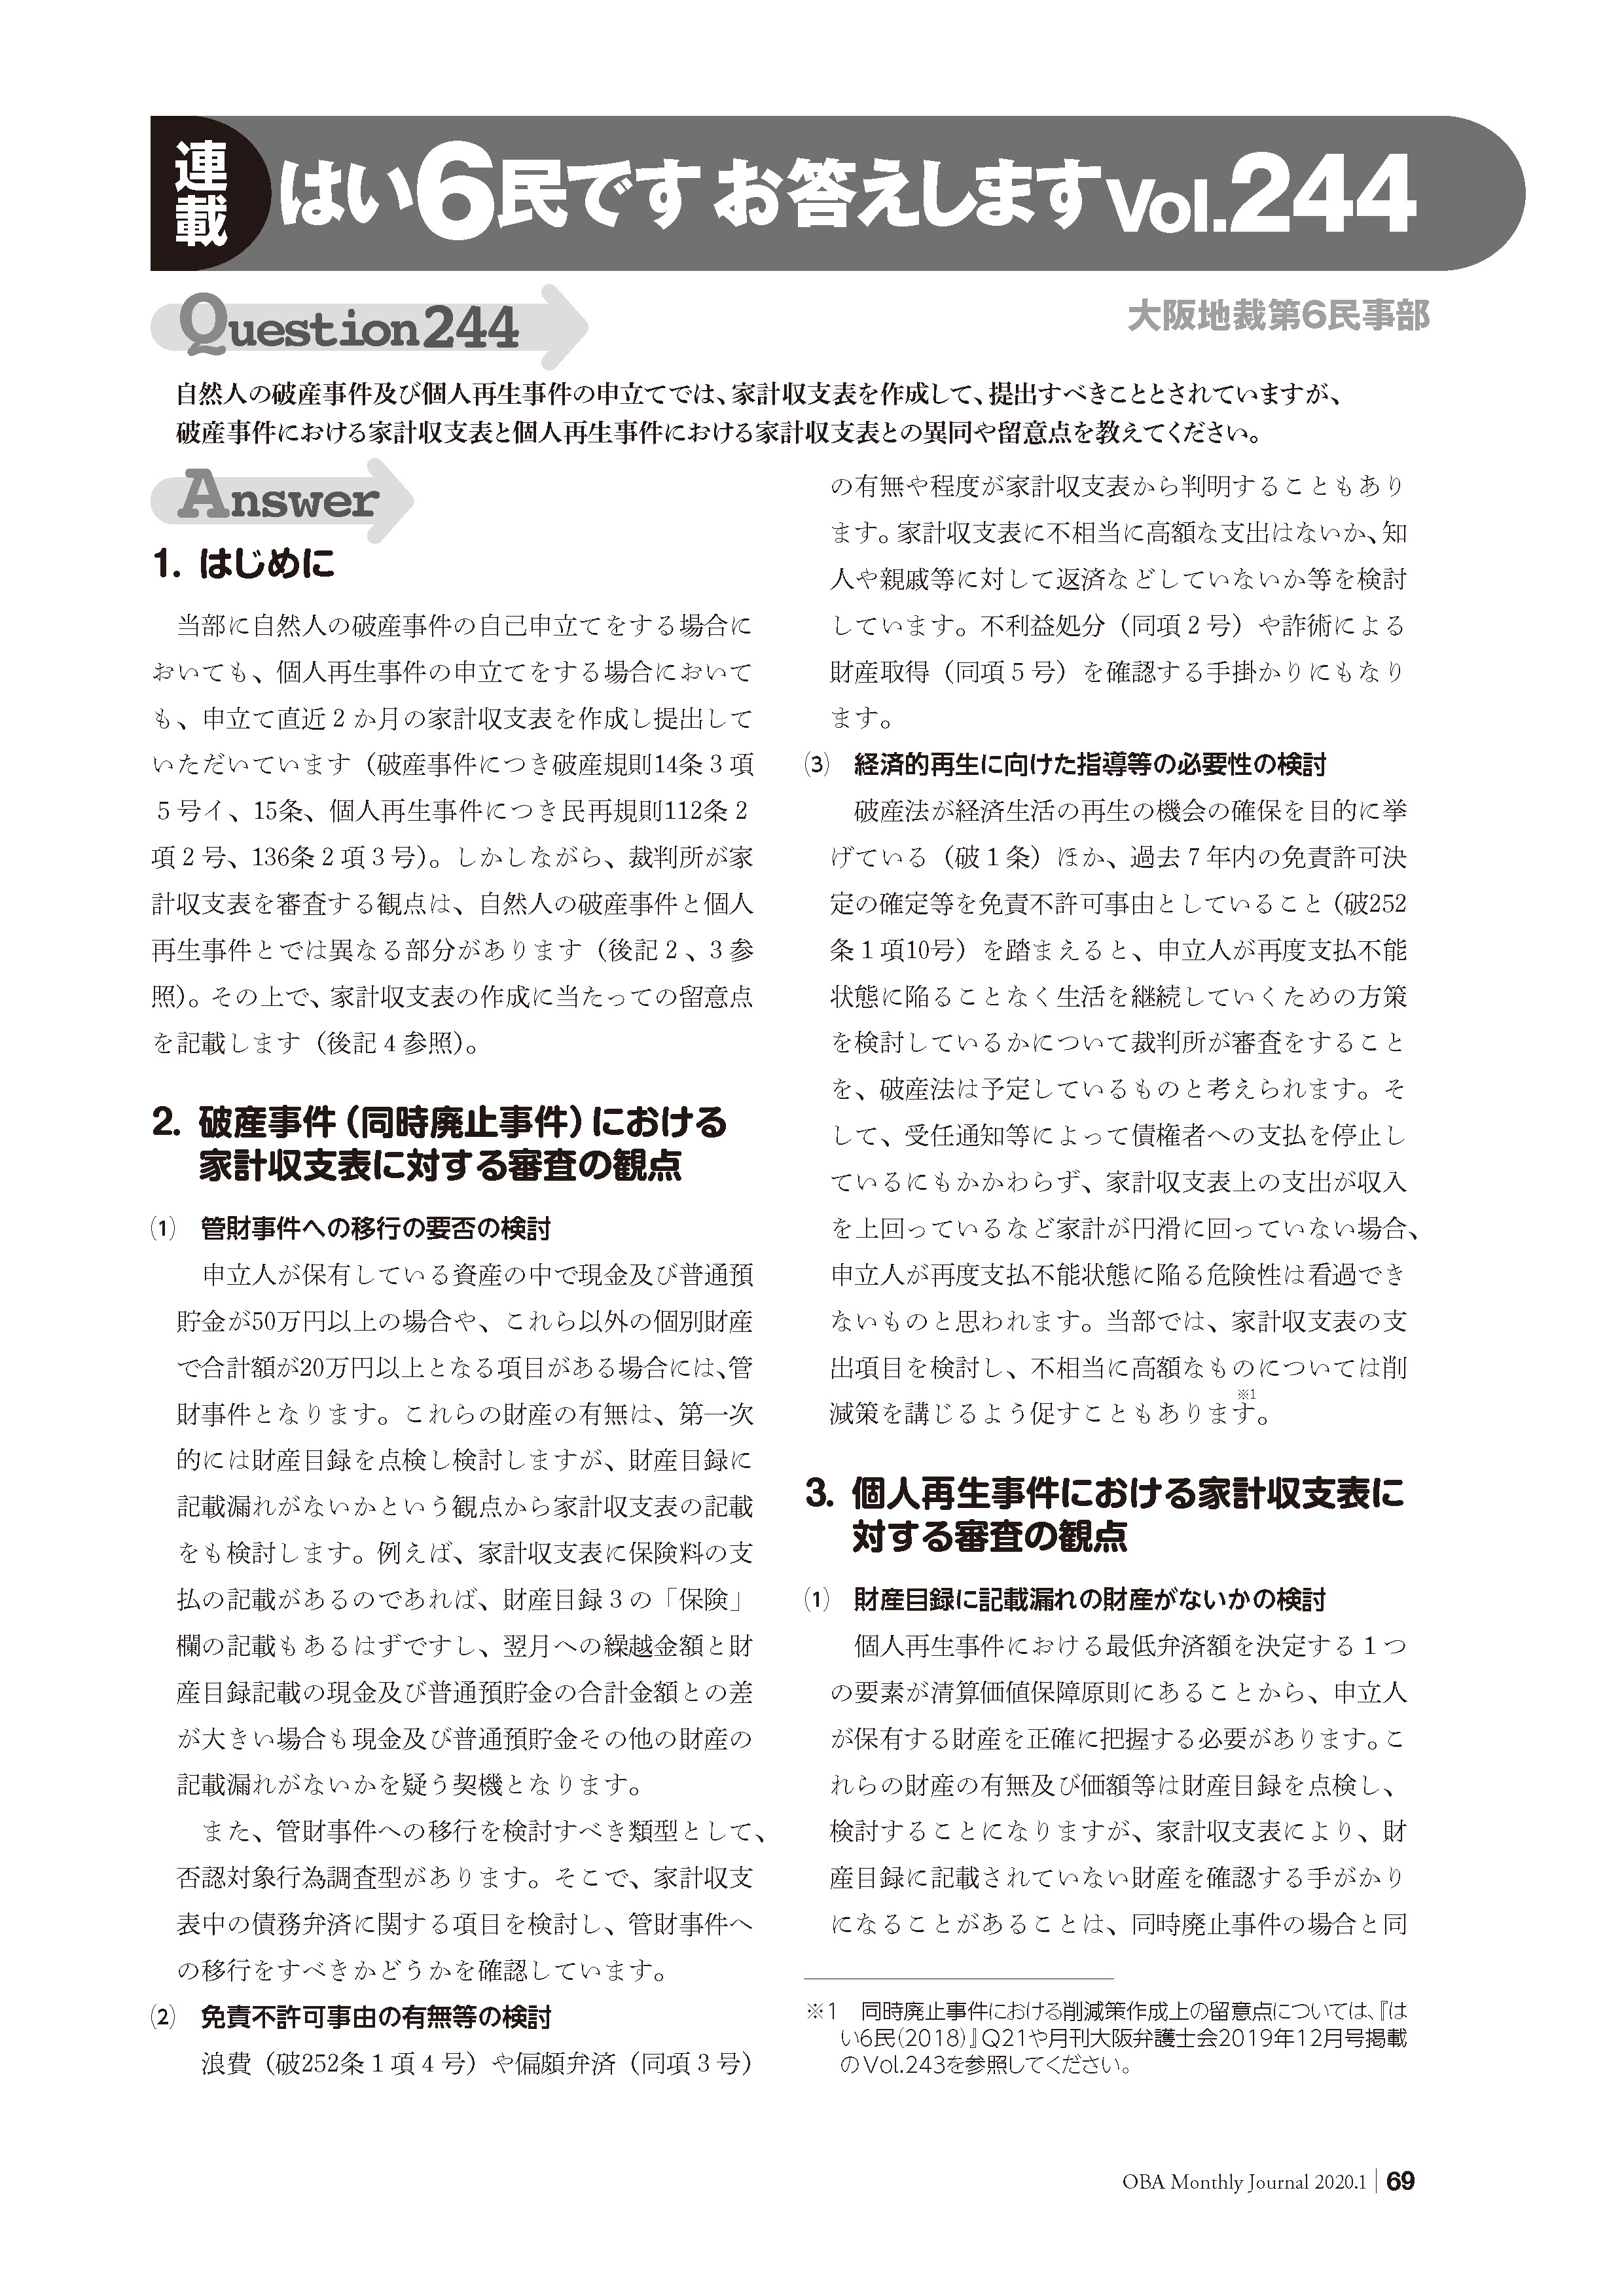 連載
はい6民です お答えします Vol.244
Question244
大阪地裁第6民事部
自然人の破産事件及び個人再生事件の申立てでは、家計収支表を作成して、提出すべきこととされていますが、
破産事件における家計収支表と個人再生事件における家計収支表との異同や留意点を教えてください。
Answer
1. はじめに
当部に自然人の破産事件の自己申立てをする場合に
おいても、個人再生事件の申立てをする場合において
も、申立て直近2か月の家計収支表を作成し提出して
いただいています（破産事件につき破産規則14条3項
5号イ、15条、個人再生事件につき民再規則112条2
項2号、136条2項3号）。しかしながら、裁判所が家
計収支表を審査する観点は、自然人の破産事件と個人
再生事件とでは異なる部分があります（後記2、3参
照）。その上で、家計収支表の作成に当たっての留意点
を記載します（後記4参照）。
2. 破産事件（同時廃止事件）における
家計収支表に対する審査の観点
⑴ 管財事件への移行の要否の検討
申立人が保有している資産の中で現金及び普通預
貯金が50万円以上の場合や、これら以外の個別財産
で合計額が20万円以上となる項目がある場合には、管
財事件となります。これらの財産の有無は、第一次
的には財産目録を点検し検討しますが、財産目録に
記載漏れがないかという観点から家計収支表の記載
をも検討します。例えば、家計収支表に保険料の支
払の記載があるのであれば、財産目録3の「保険」
欄の記載もあるはずですし、翌月への繰越金額と財
産目録記載の現金及び普通預貯金の合計金額との差
が大きい場合も現金及び普通預貯金その他の財産の
記載漏れがないかを疑う契機となります。
また、管財事件への移行を検討すべき類型として、
否認対象行為調査型があります。そこで、家計収支
表中の債務弁済に関する項目を検討し、管財事件へ
の移行をすべきかどうかを確認しています。
⑵ 免責不許可事由の有無等の検討
浪費（破252条1項4号）や偏頗弁済（同項3号）
の有無や程度が家計収支表から判明することもあり
ます。家計収支表に不相当に高額な支出はないか、知
人や親戚等に対して返済などしていないか等を検討
しています。不利益処分（同項2号）や詐術による
財産取得（同項5号）を確認する手掛かりにもなり
ます。
⑶ 経済的再生に向けた指導等の必要性の検討
破産法が経済生活の再生の機会の確保を目的に挙
げている（破1条）ほか、過去7年内の免責許可決
定の確定等を免責不許可事由としていること（破252
条1項10号）を踏まえると、申立人が再度支払不能
状態に陥ることなく生活を継続していくための方策
を検討しているかについて裁判所が審査をすること
を、破産法は予定しているものと考えられます。そ
して、受任通知等によって債権者への支払を停止し
ているにもかかわらず、家計収支表上の支出が収入
を上回っているなど家計が円滑に回っていない場合、
申立人が再度支払不能状態に陥る危険性は看過でき
ないものと思われます。当部では、家計収支表の支
出項目を検討し、不相当に高額なものについては削
減策を講じるよう促すこともあります※1。
3. 個人再生事件における家計収支表に
対する審査の観点
⑴ 財産目録に記載漏れの財産がないかの検討
個人再生事件における最低弁済額を決定する1つ
の要素が清算価値保障原則にあることから、申立人
が保有する財産を正確に把握する必要があります。こ
れらの財産の有無及び価額等は財産目録を点検し、
検討することになりますが、家計収支表により、財
産目録に記載されていない財産を確認する手がかり
になることがあることは、同時廃止事件の場合と同
※1 同時廃止事件における削減策作成上の留意点については、『は
い6民（2018）』Q21や月刊大阪弁護士会2019年12月号掲載
のVol.243を参照してください。
OBA Monthly Journal 2020.1 | 69